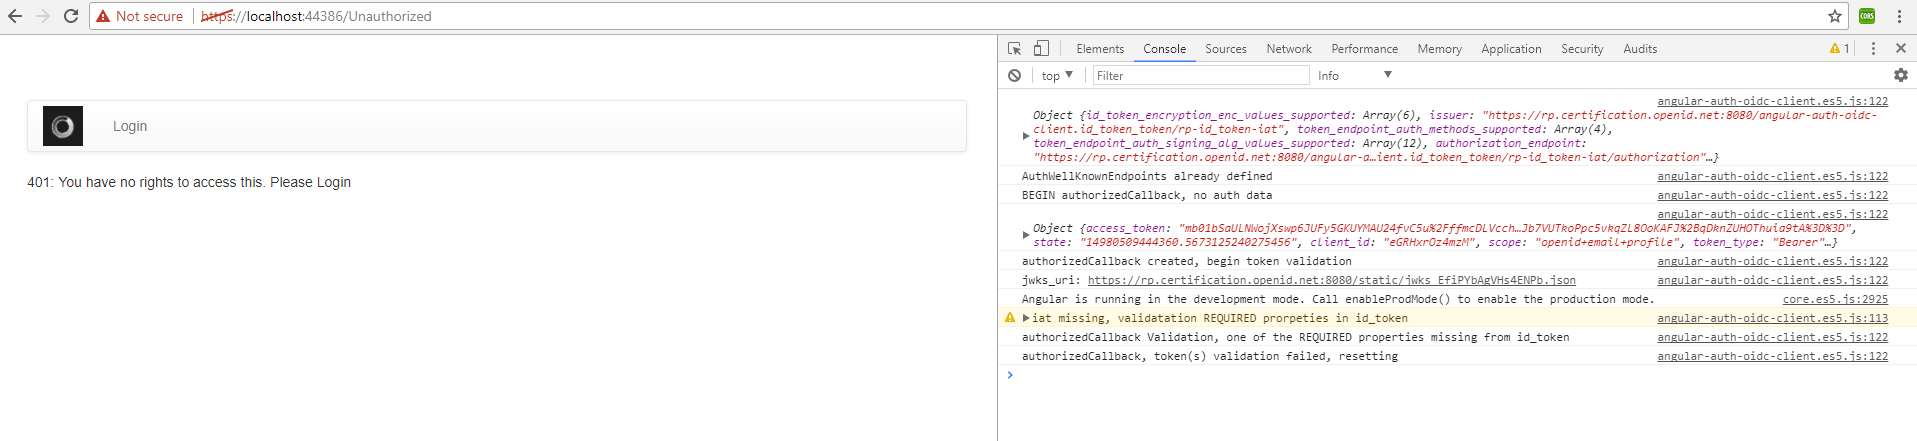 Not secure https://localhost:44386/Unauthorized CORS
Elements Console Sources Network Performance Memory Application Security Audits 1
top Filter Info
Login
401: You have no rights to access this. Please Login
angular-auth-oidc-client.es5.js:122
Object {id_token_encryption_enc_values_supported: Array(6), issuer: "https://rp.certification.openid.net:8080/angular-auth-oidc-
client.id_token_token/rp-id_token-iat", token_endpoint_auth_methods_supported: Array(4),
token_endpoint_auth_signing_alg_values_supported: Array(12), authorization_endpoint:
"https://rp.certification.openid.net:8080/angular-a…ient.id_token_token/rp-id_token-iat/authorization"…}
AuthWellKnownEndpoints already defined angular-auth-oidc-client.es5.js:122
BEGIN authorizedCallback, no auth data angular-auth-oidc-client.es5.js:122
angular-auth-oidc-client.es5.js:122
Object {access_token: "mb01bSaULNWojXswp6JUFy5GKUYMAU24fvC5u%2FffmcDLVcch…Jb7VUTkoPpc5vkqZL8OoKAFJ%2BqDknZUHOThuia9tA%3D%3D",
state: "14980509444360.5673125240275456", client_id: "eGRHxrOz4mzM", scope: "openid+email+profile", token_type: "Bearer"…}
authorizedCallback created, begin token validation angular-auth-oidc-client.es5.js:122
jwks_uri: https://rp.certification.openid.net:8080/static/jwks_EfiPYbAgVHs4ENPb.json angular-auth-oidc-client.es5.js:122
Angular is running in the development mode. Call enableProdMode() to enable the production mode. core.es5.js:2925
iat missing, validatation REQUIRED prorpeties in id_token angular-auth-oidc-client.es5.js:113
authorizedCallback Validation, one of the REQUIRED properties missing from id_token angular-auth-oidc-client.es5.js:122
authorizedCallback, token(s) validation failed, resetting angular-auth-oidc-client.es5.js:122